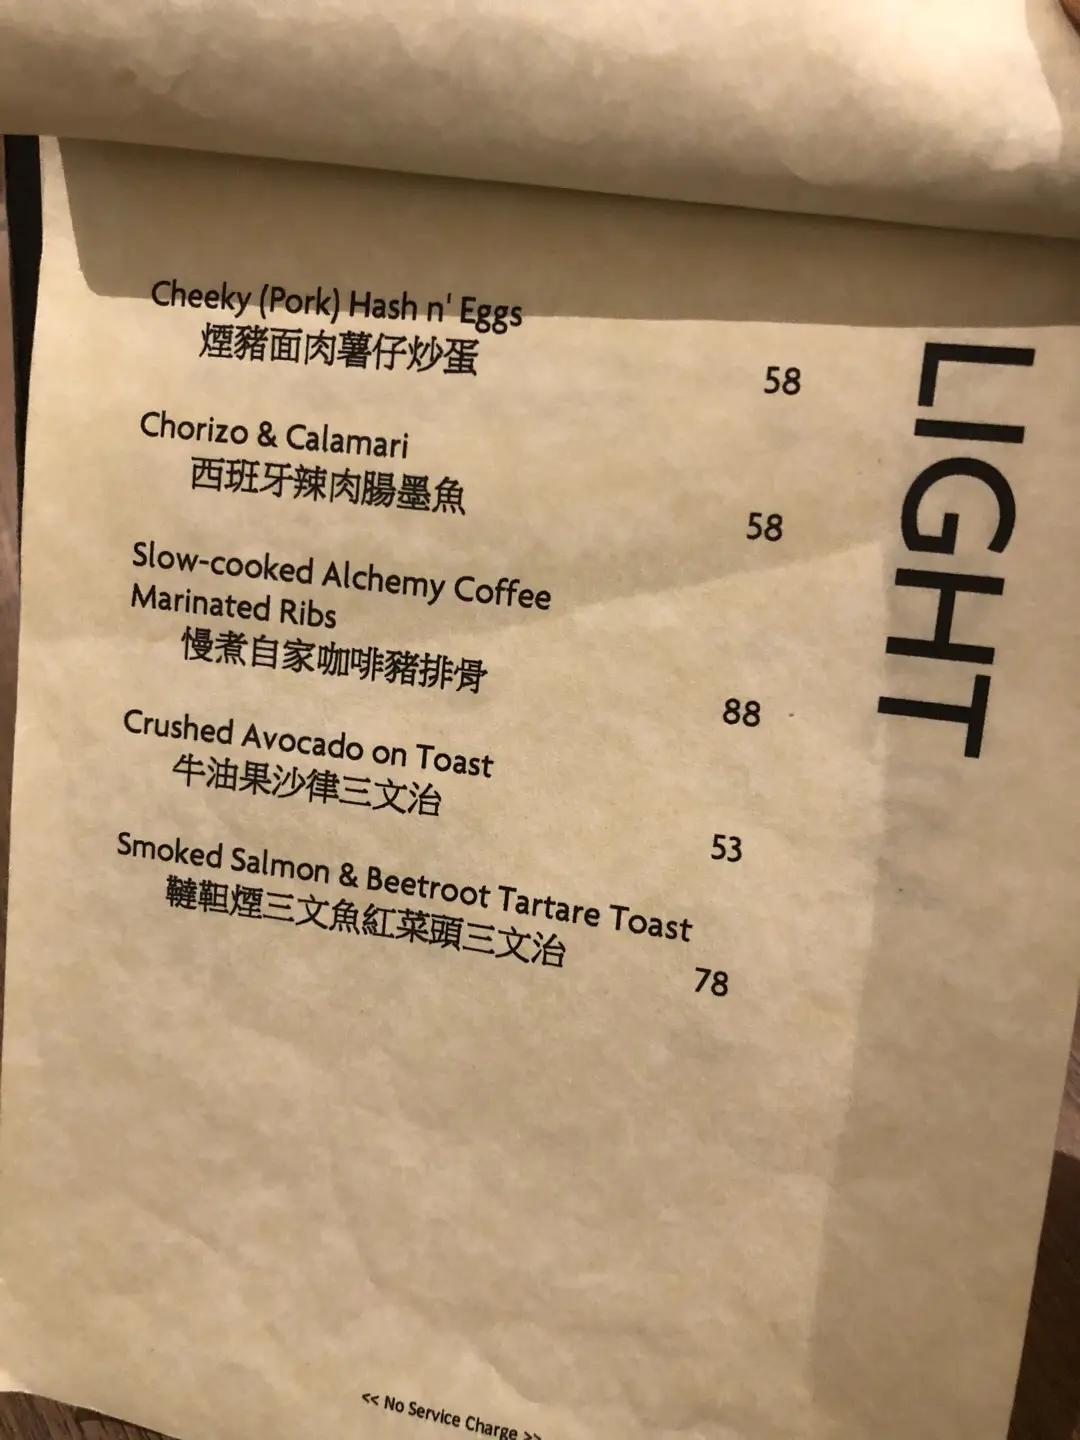 Cheeky (Pork) Hash n' Eggs
煙豬面肉薯仔炒蛋
58
Chorizo & Calamari
西班牙辣肉腸墨魚
58
Slow-cooked Alchemy Coffee
Marinated Ribs
慢煮自家咖啡豬排骨
88
Crushed Avocado on Toast
牛油果沙律三文治
53
Smoked Salmon & Beetroot Tartare Toast
韃靼煙三文魚紅菜頭三文治
78
LIGHT
<< No Service Charge >>